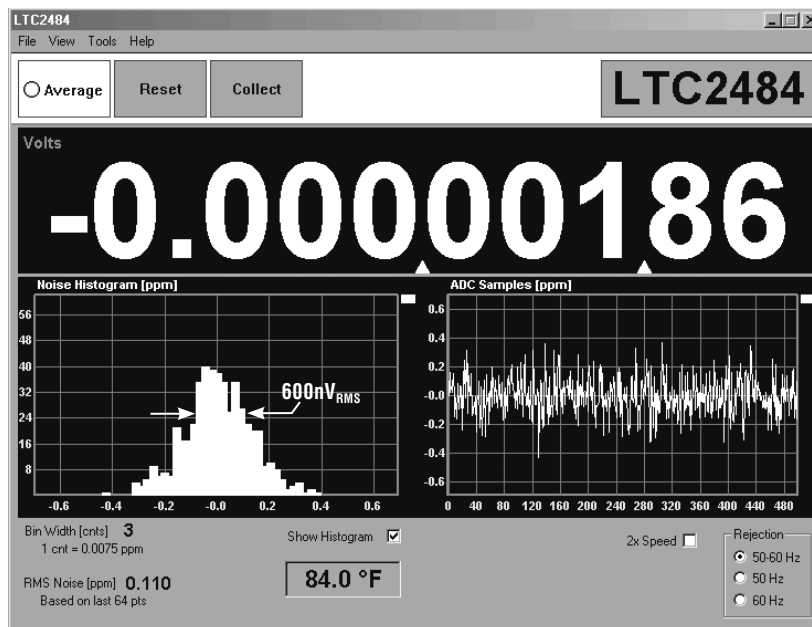 LTC2484
File View Tools Help
Average Reset Collect LTC2484
Volts
-0.00000186
Noise Histogram [ppm]
56
48
40
32
24
16
8
-0.6 -0.4 -0.2 -0.0 0.2 0.4 0.6
600nVRMS
ADC Samples [ppm]
0.6
0.4
0.2
-0.0
-0.2
-0.4
-0.6
0 40 80 120 160 200 240 280 320 360 400 440 480
Bin Width [cnts] 3
1 cnt = 0.0075 ppm
RMS Noise [ppm] 0.110
Based on last 64 pts
Show Histogram
84.0 °F
2x Speed
Rejection
50-60 Hz
50 Hz
60 Hz